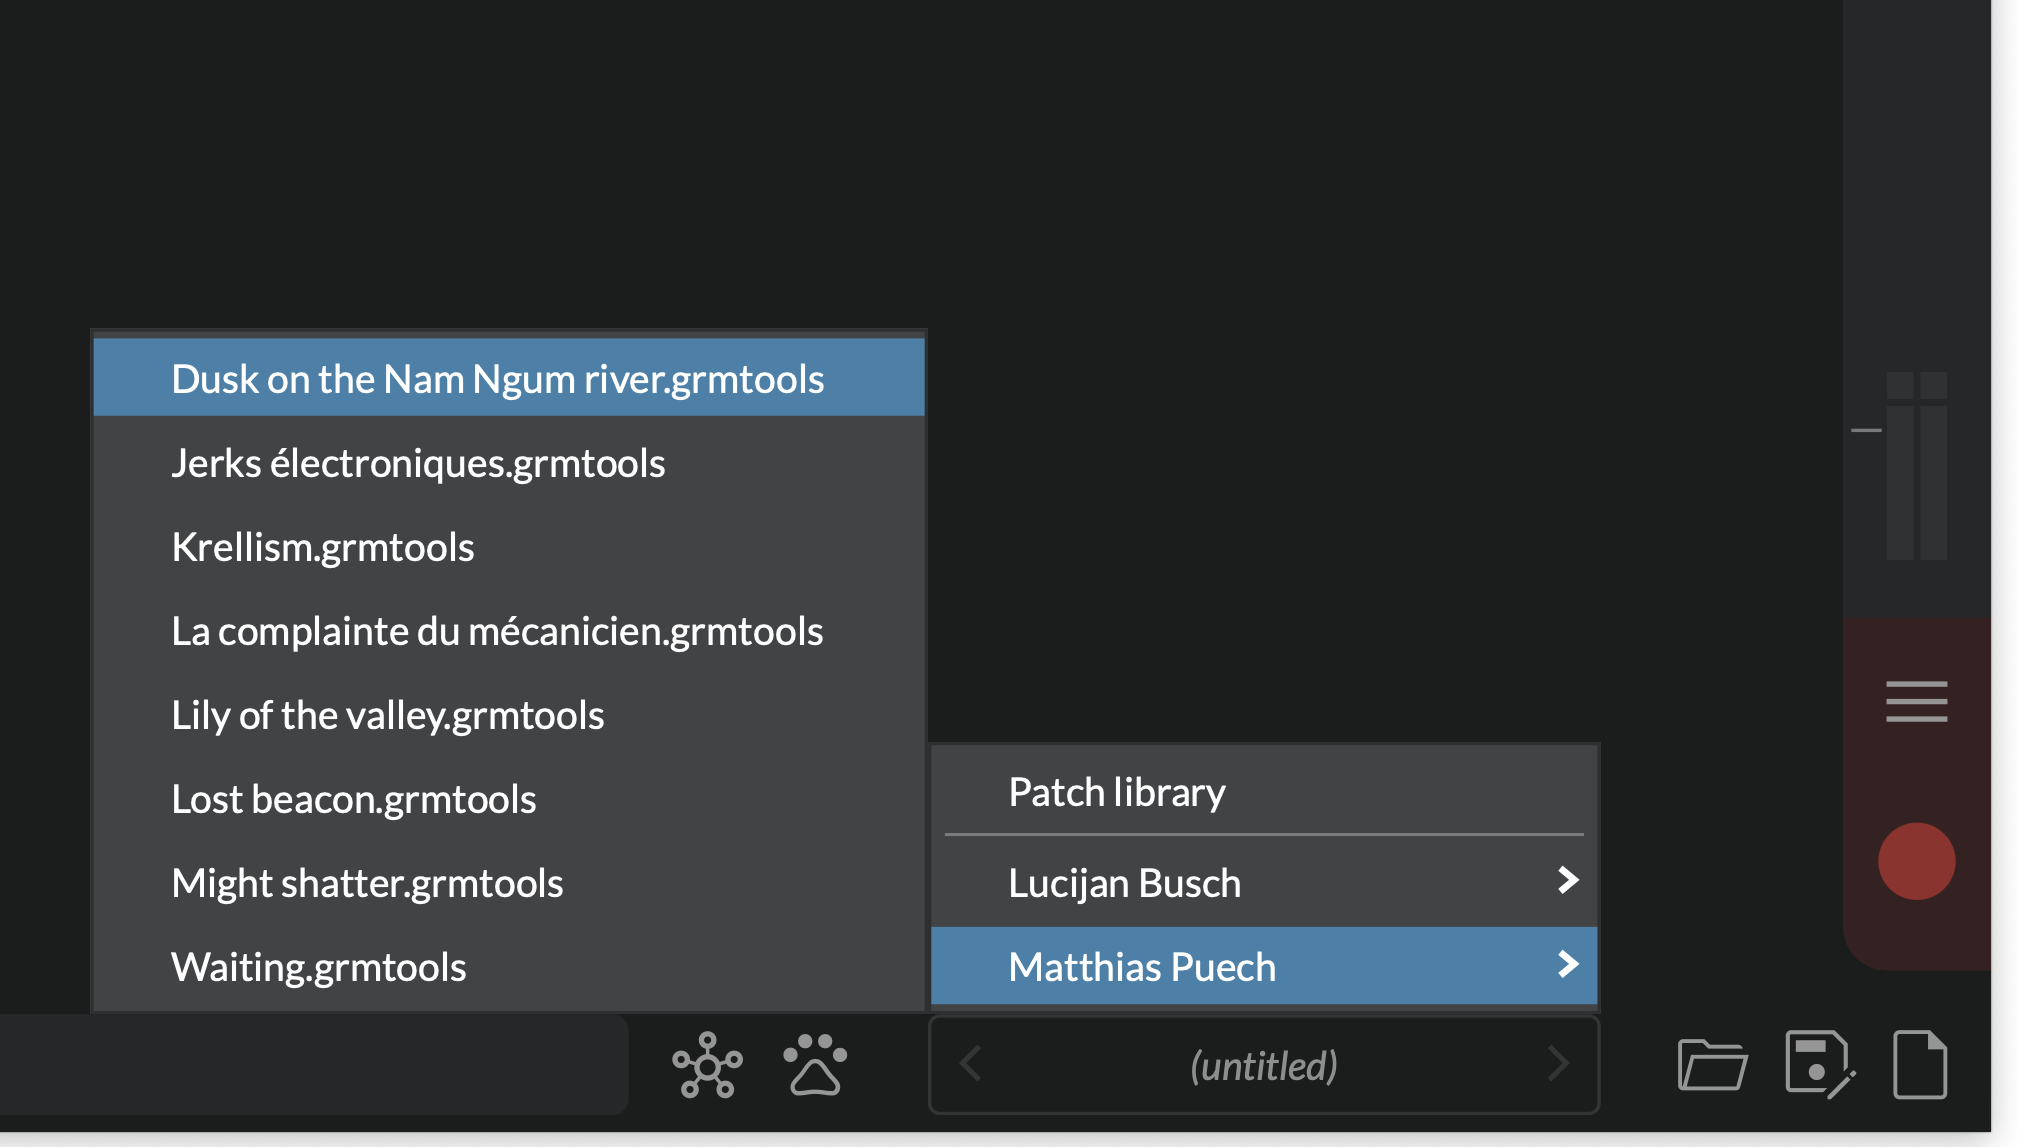 Dusk on the Nam Ngum river.grmtools
Jerks électroniques.grmtools
Krellism.grmtools
La complainte du mécanicien.grmtools
Lily of the valley.grmtools
Lost beacon.grmtools
Might shatter.grmtools
Waiting.grmtools
Patch library
Lucijan Busch
Matthias Puech
(untitled)